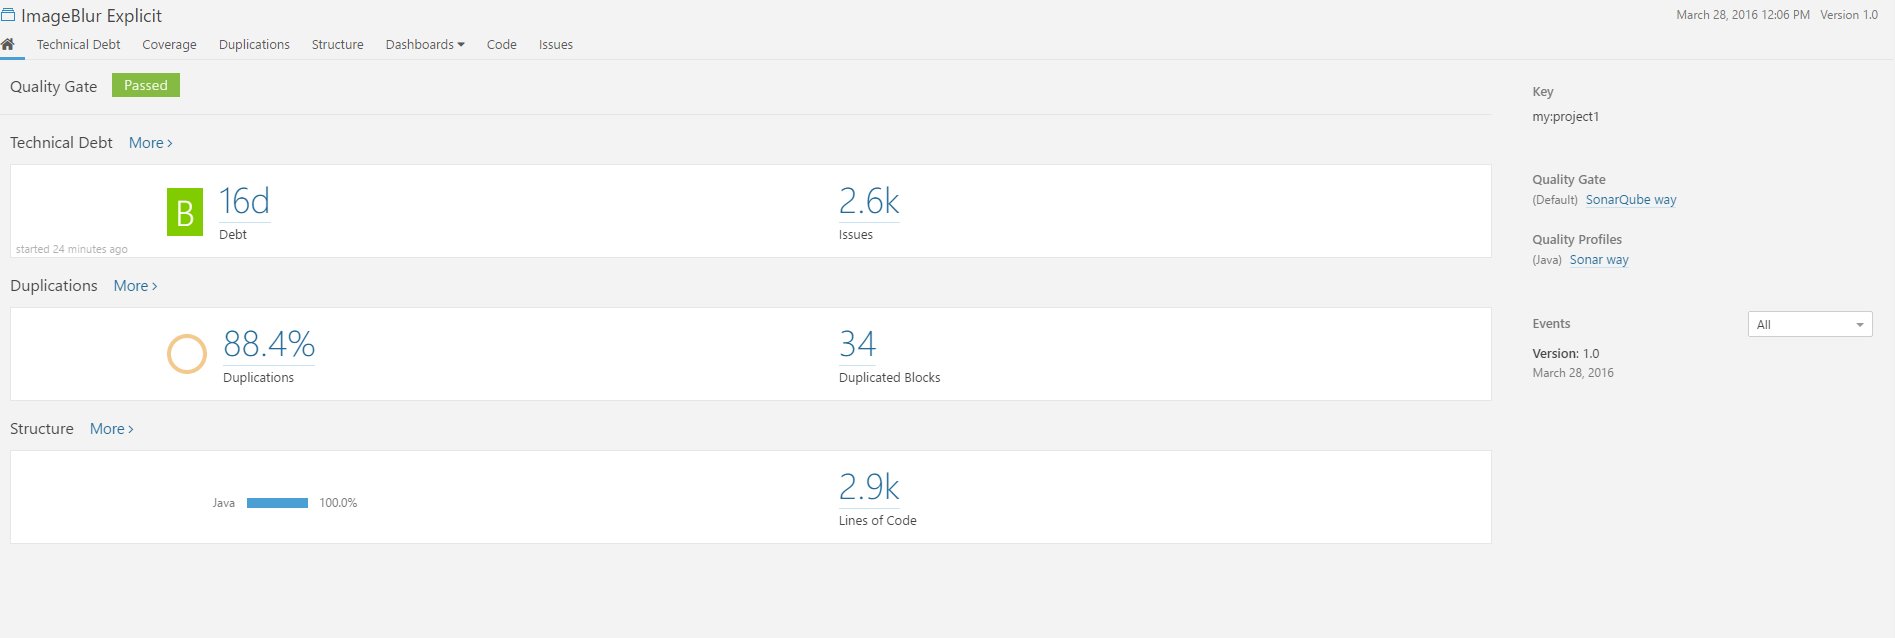 ImageBlur Explicit
March 28, 2016 12:06 PM Version 1.0
Technical Debt Coverage Duplications Structure Dashboards Code Issues
Quality Gate Passed
Technical Debt More
B 16d
Debt
2.6k
Issues
started 24 minutes ago
Duplications More
88.4%
Duplications
34
Duplicated Blocks
Structure More
Java 100.0%
2.9k
Lines of Code
Key
my:project1
Quality Gate
(Default) SonarQube way
Quality Profiles
(Java) Sonar way
Events All
Version: 1.0
March 28, 2016